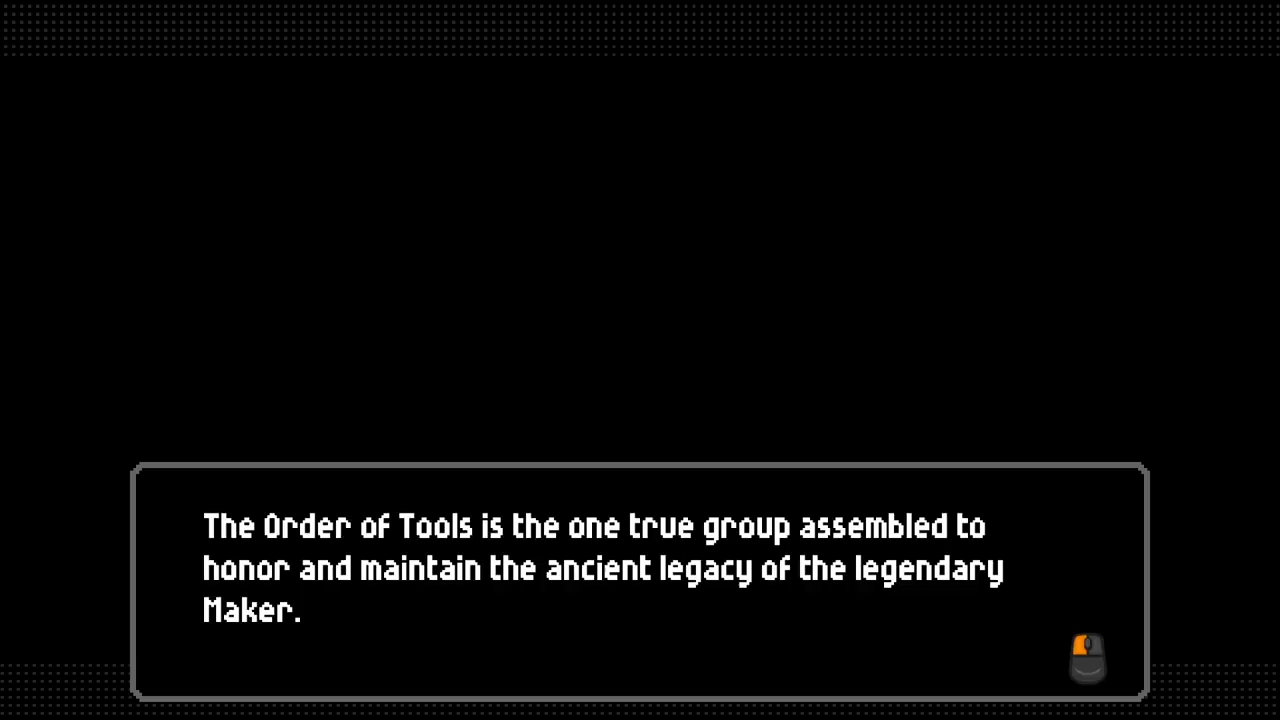 The Order of Tools is the one true group assembled to
honor and maintain the ancient legacy of the legendary
Maker.